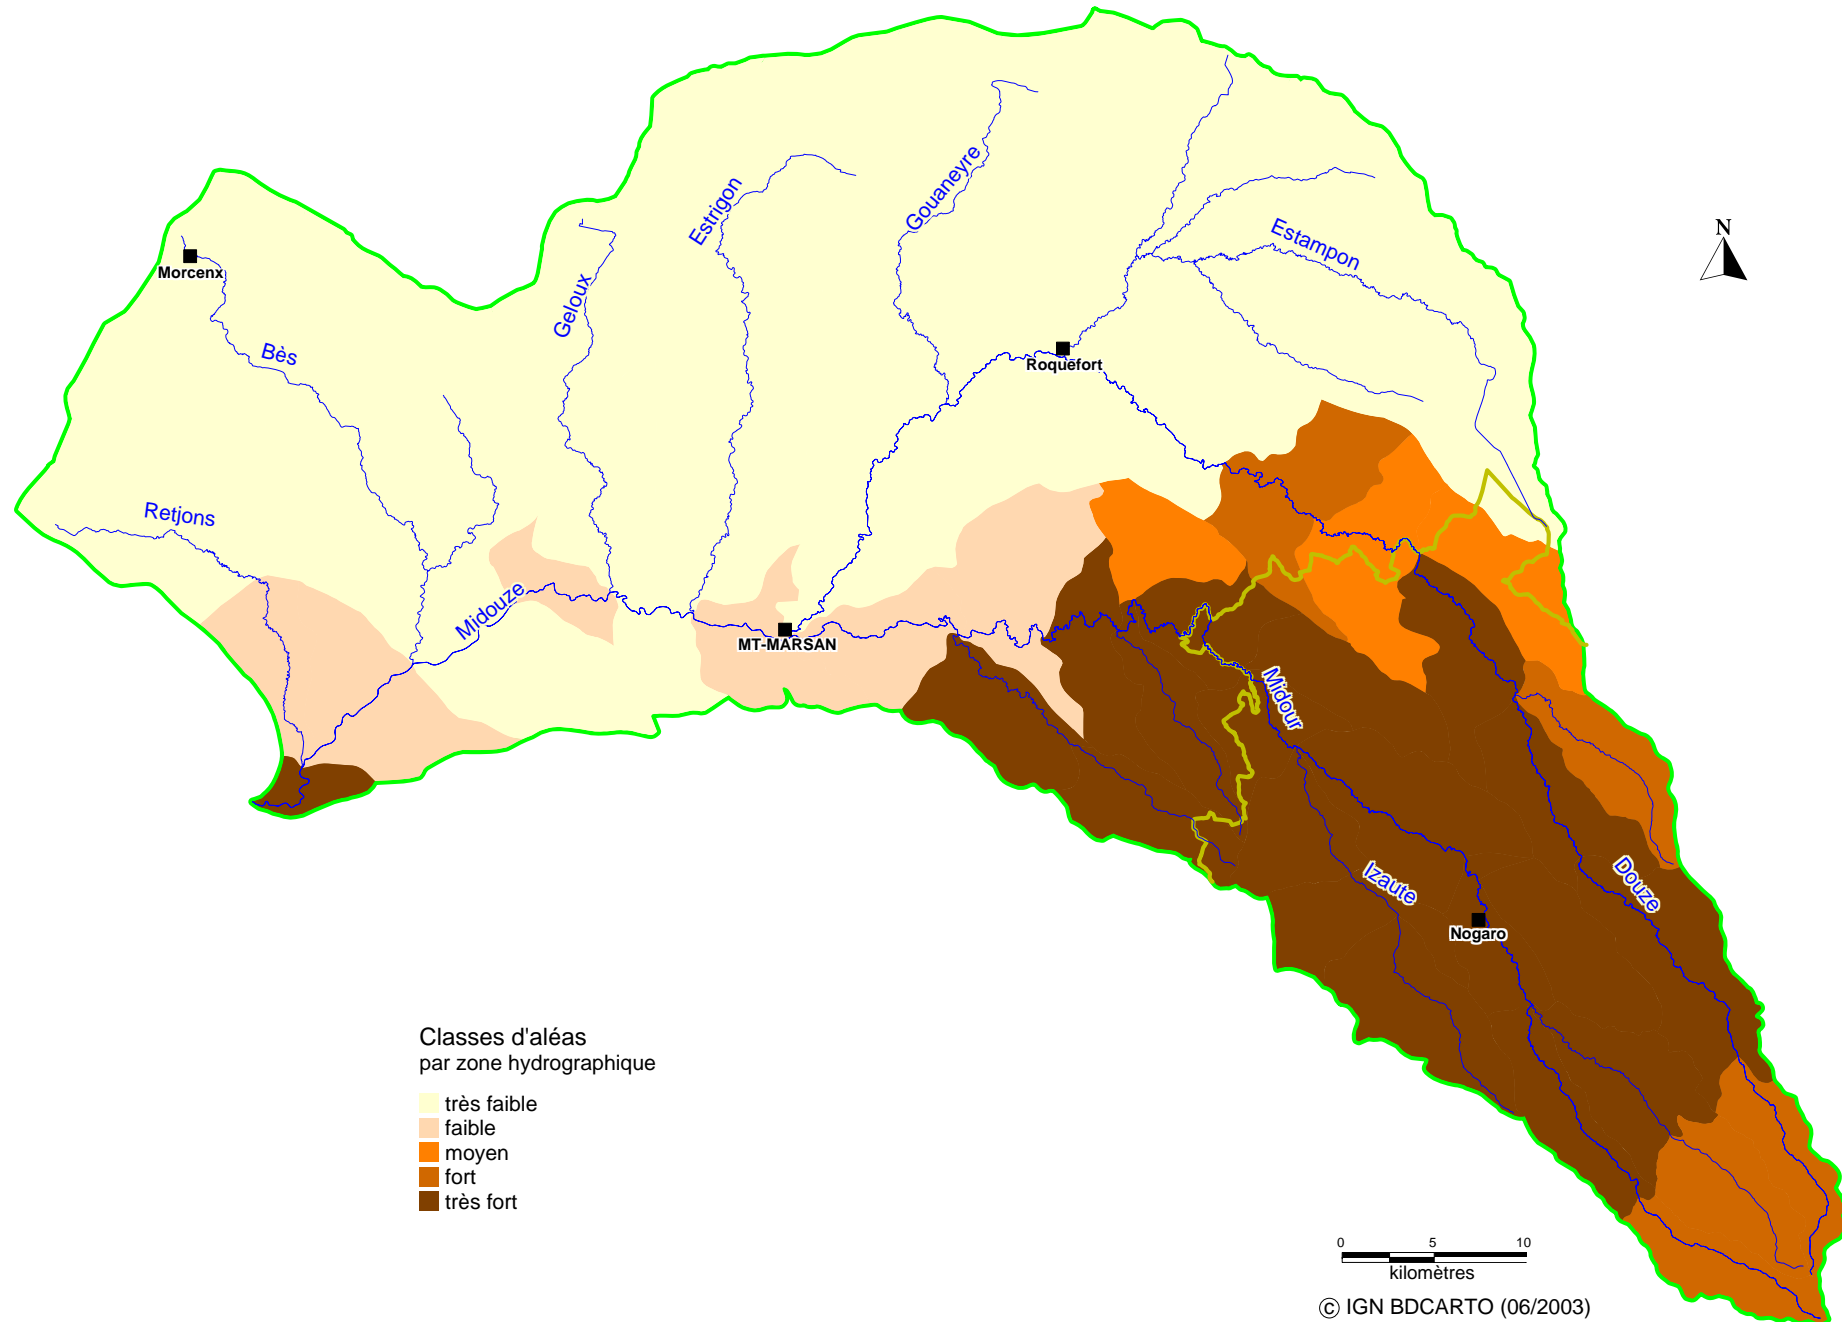 N
Morcenx
Bès
Geloux
Estrigon
Gouaneyre
Estampon
Roquefort
Retjons
Midouze
MT-MARSAN
Midour
Izaute
Douze
Nogaro
Classes d'aléas
par zone hydrographique
très faible
faible
moyen
fort
très fort
0 5 10
kilomètres
© IGN BDCARTO (06/2003)